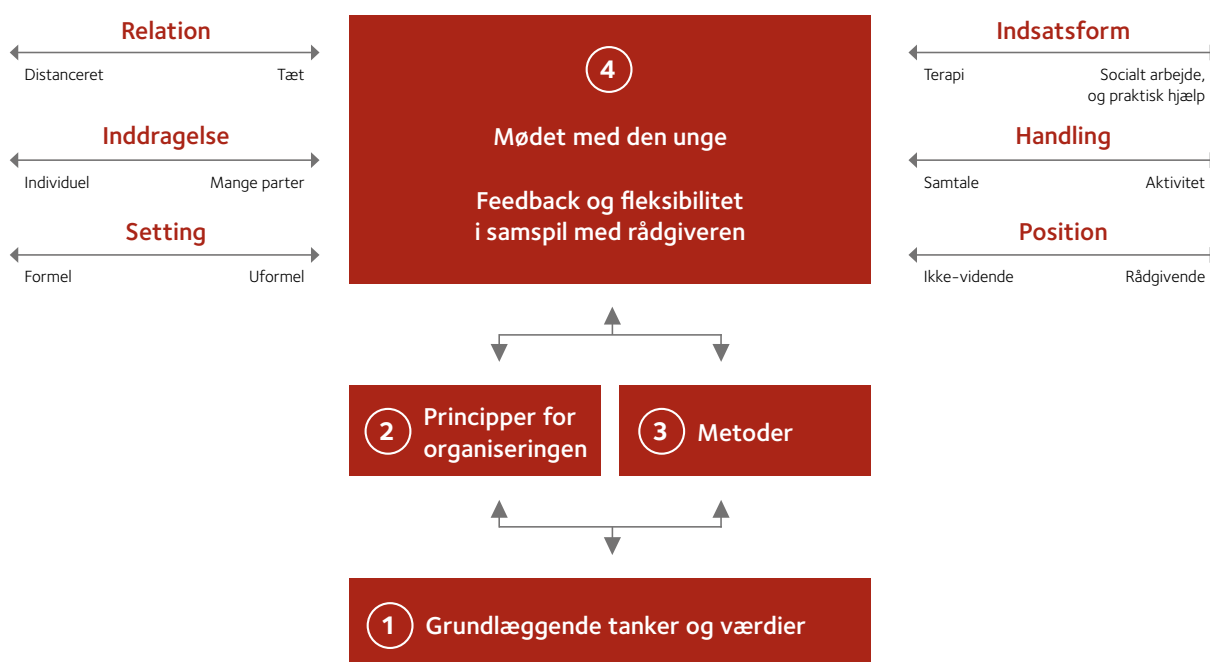 Relation
Distanceret
Tæt
Inddragelse
Individuel
Mange parter
Setting
Formel
Uformel
4
Mødet med den unge
Feedback og fleksibilitet
i samspil med rådgiveren
Indsatsform
Terapi
Socialt arbejde,
og praktisk hjælp
Handling
Samtale
Aktivitet
Position
Ikke-vidende
Rådgivende
2
Principper for
organiseringen
3
Metoder
1
Grundlæggende tanker og værdier